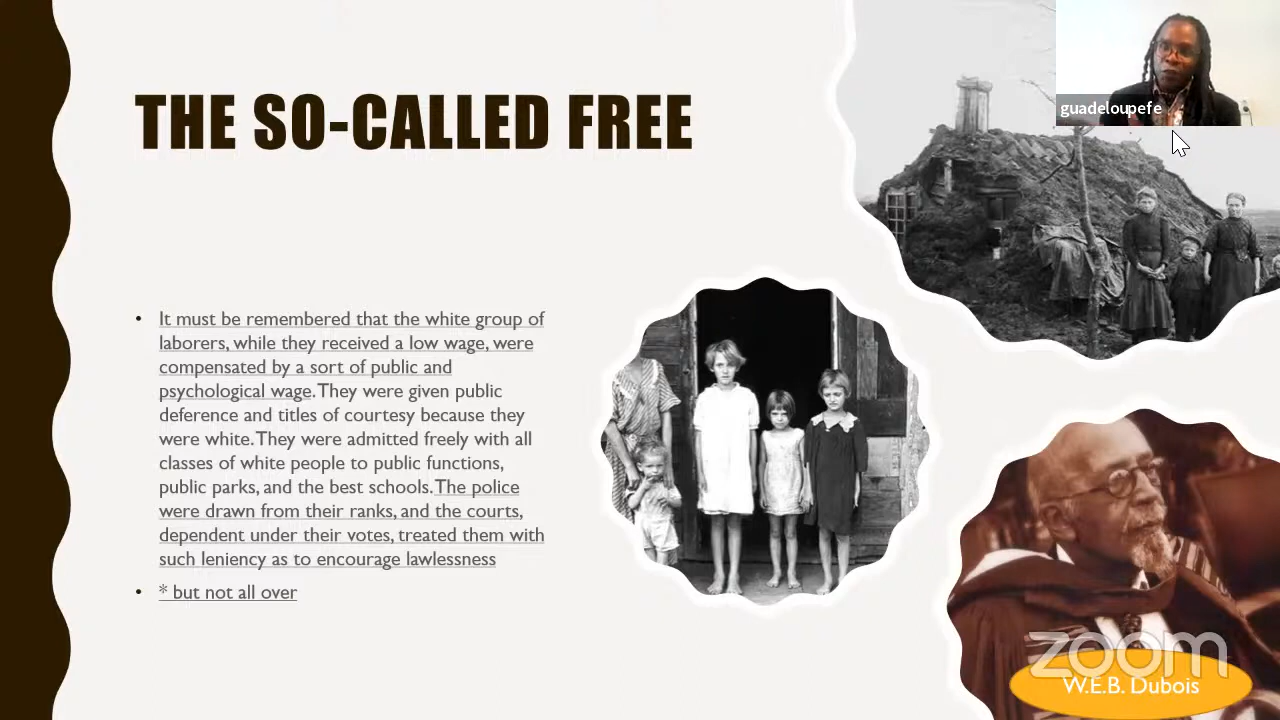 THE SO-CALLED FREE
guadeloupefe
• It must be remembered that the white group of
laborers, while they received a low wage, were
compensated by a sort of public and
psychological wage. They were given public
deference and titles of courtesy because they
were white. They were admitted freely with all
classes of white people to public functions,
public parks, and the best schools. The police
were drawn from their ranks, and the courts,
dependent under their votes, treated them with
such leniency as to encourage lawlessness
• * but not all over
zoom
W.E.B. Dubois